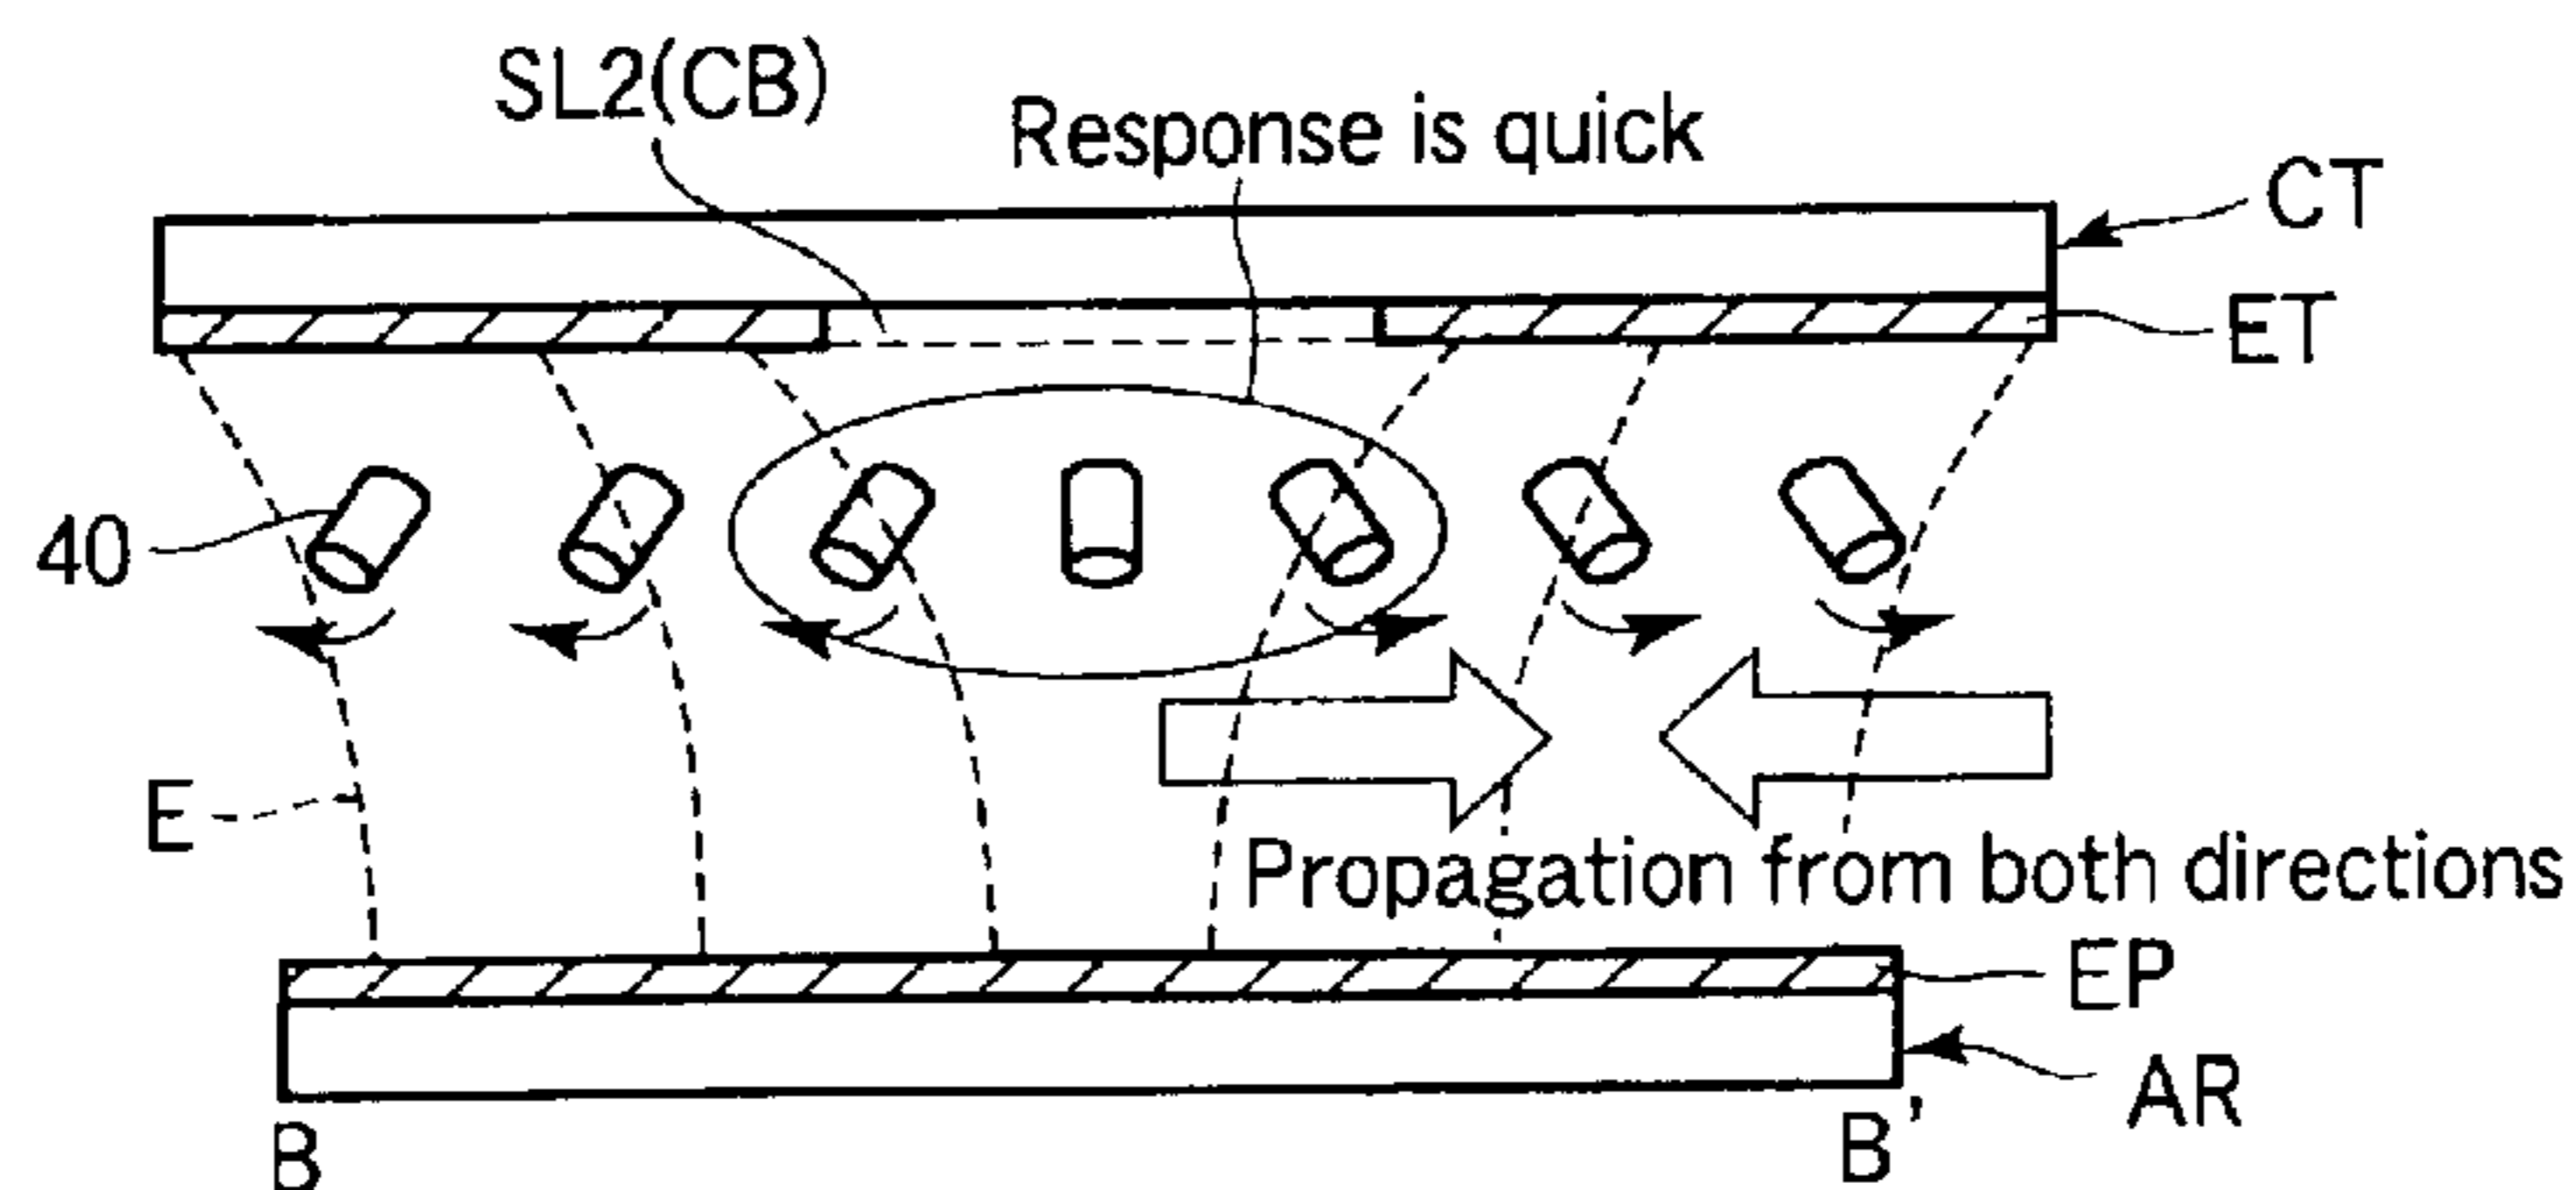 SL2(CB)
Response is quick
CT
ET
40
E
Propagation from both directions
EP
AR
B
B'